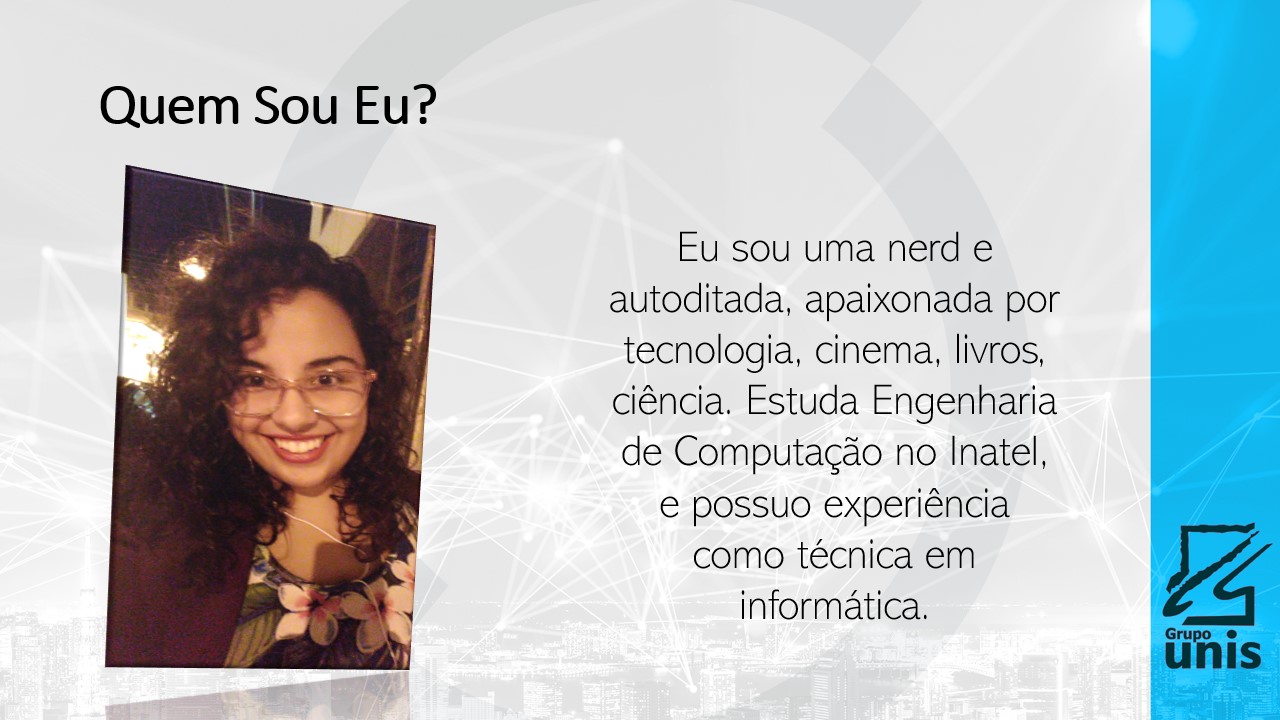 Quem Sou Eu?
Eu sou uma nerd e
autoditada, apaixonada por
tecnologia, cinema, livros,
ciência. Estuda Engenharia
de Computação no Inatel,
e possuo experiência
como técnica em
informática.
Grupo
unis